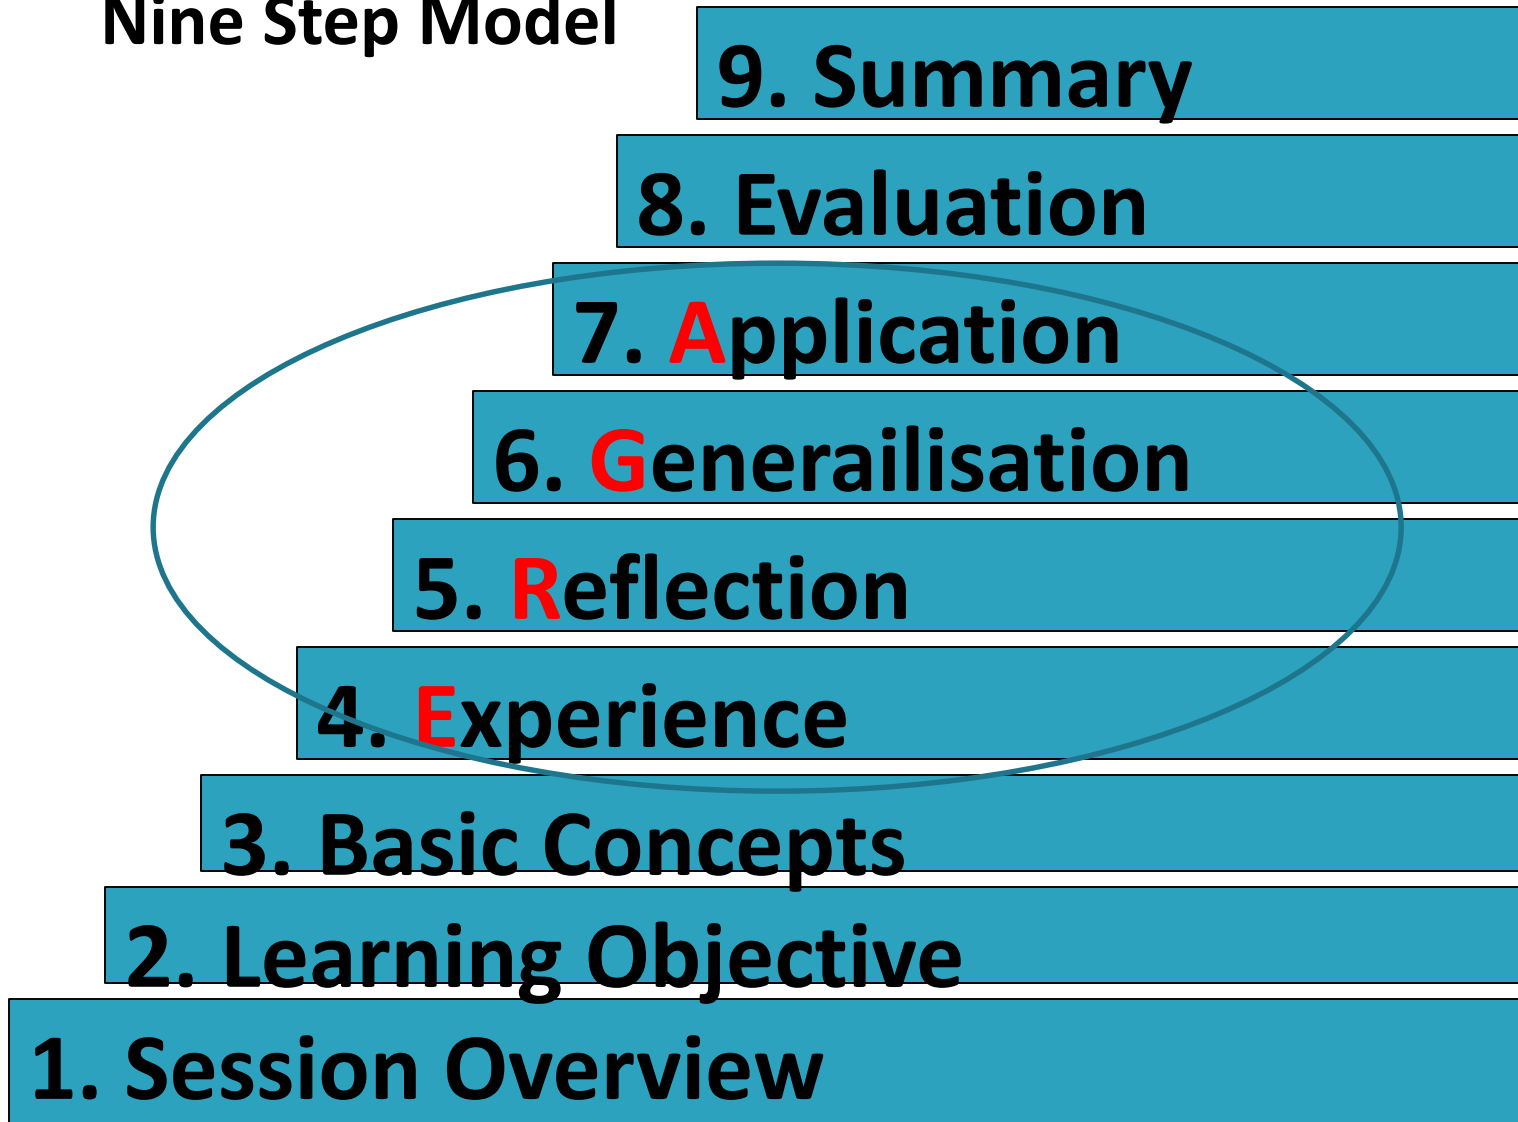 Nine Step Model
9. Summary
8. Evaluation
7. Application
6. Generailisation
5. Reflection
4. Experience
3. Basic Concepts
2. Learning Objective
1. Session Overview